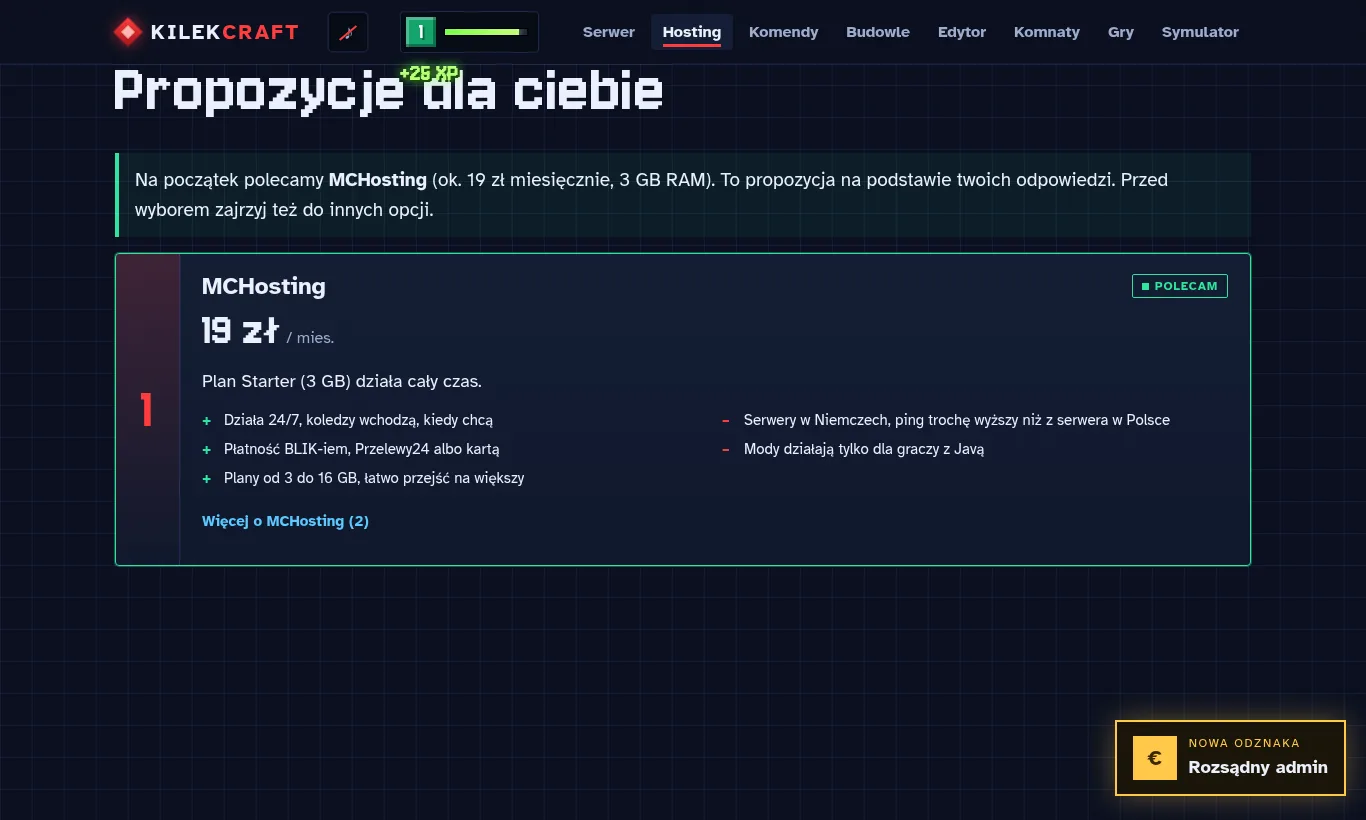 KILEKCRAFT
1
Serwer
Hosting
Komendy
Budowle
Edytor
Komnaty
Gry
Symulator
+25 XP
Propozycje dla ciebie
Na początek polecamy MCHosting (ok. 19 zł miesięcznie, 3 GB RAM). To propozycja na podstawie twoich odpowiedzi. Przed
wyborem zajrzyj też do innych opcji.
1
MCHosting
POLECAM
19 zł / mies.
Plan Starter (3 GB) działa cały czas.
+ Działa 24/7, koledzy wchodzą, kiedy chcą
+ Płatność BLIK-iem, Przelewy24 albo kartą
+ Plany od 3 do 16 GB, łatwo przejść na większy
– Serwery w Niemczech, ping trochę wyższy niż z serwera w Polsce
– Mody działają tylko dla graczy z Javą
Więcej o MCHosting (2)
€
NOWA ODZNAKA
Rozsądny admin